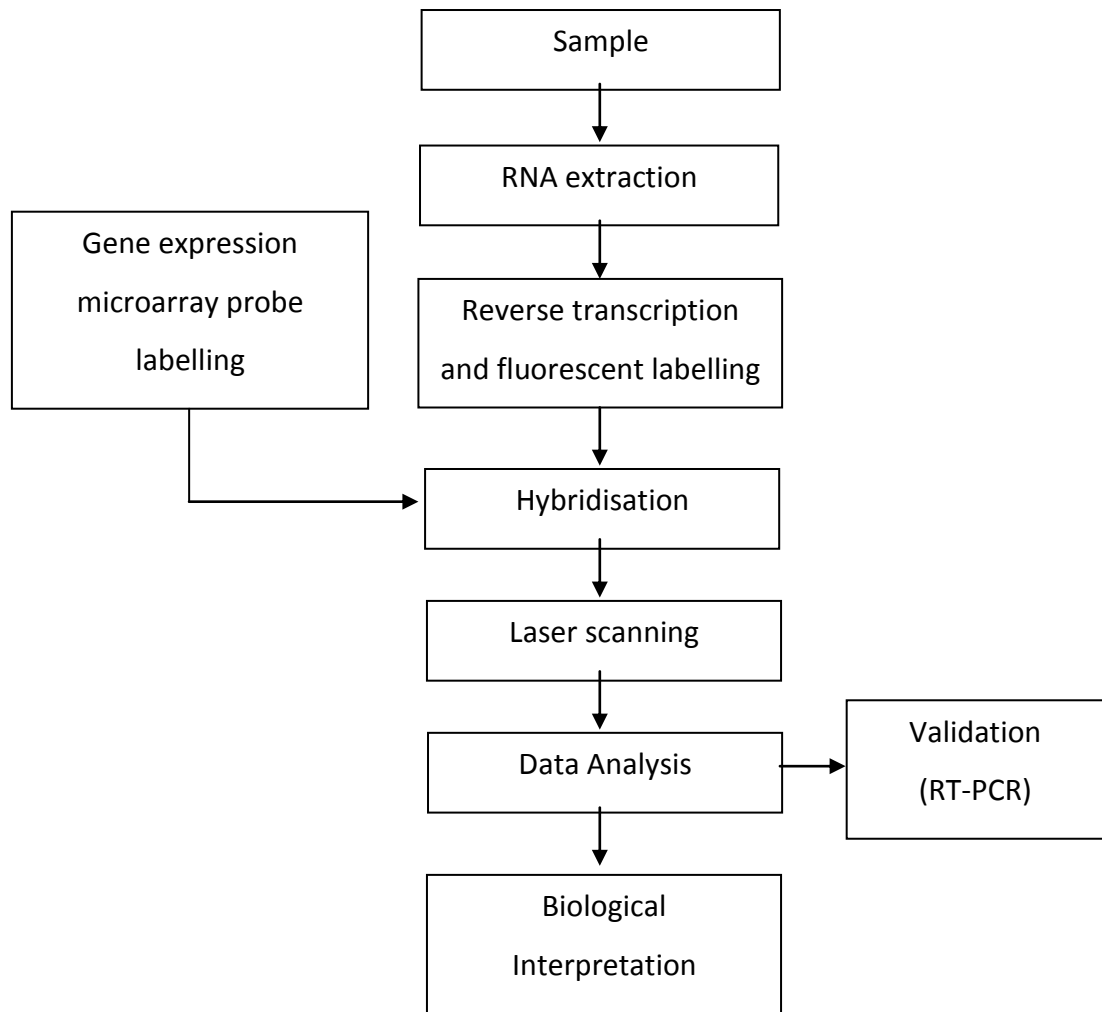 Sample
RNA extraction
Gene expression
microarray probe
labelling
Reverse transcription
and fluorescent labelling
Hybridisation
Laser scanning
Data Analysis
Validation
(RT-PCR)
Biological
Interpretation